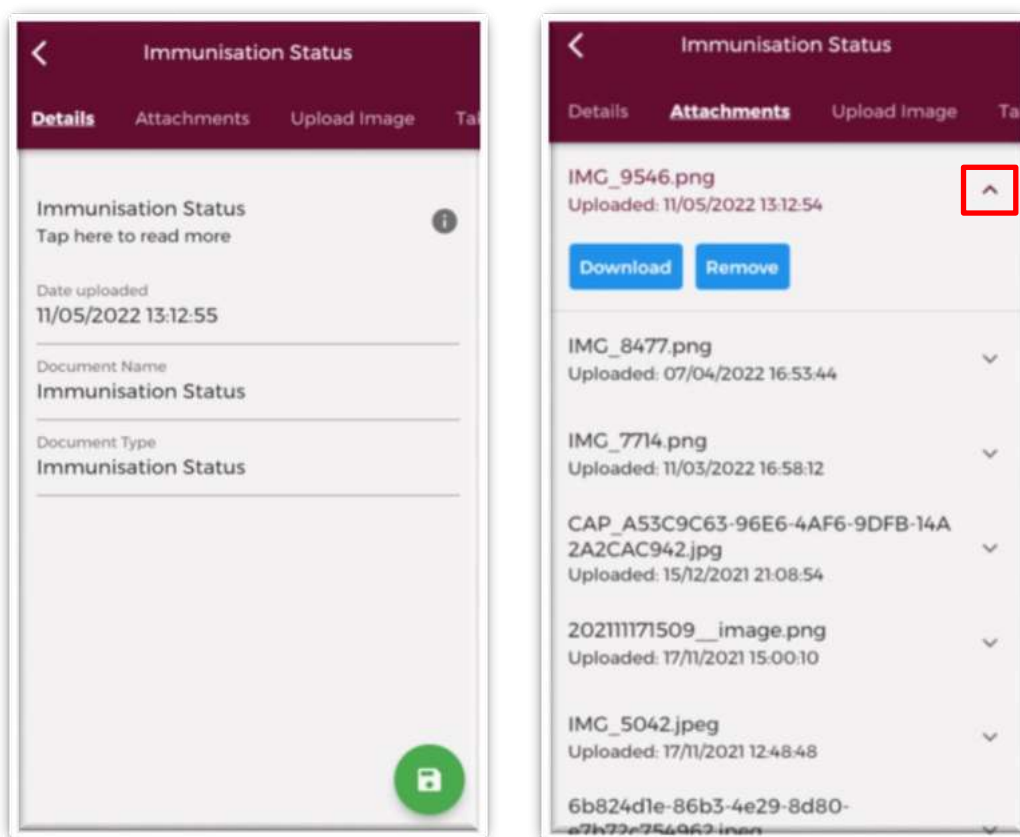 Immunisation Status
Details Attachments Upload Image Ta
Immunisation Status
Tap here to read more
Date uploaded
11/05/2022 13:12:55
Document Name
Immunisation Status
Document Type
Immunisation Status
Immunisation Status
Details Attachments Upload Image Ta
IMG_9546.png
Uploaded: 11/05/2022 13:12:54
Download Remove
IMG_8477.png
Uploaded: 07/04/2022 16:53:44
IMG_7714.png
Uploaded: 11/03/2022 16:58:12
CAP_A53C9C63-96E6-4AF6-9DFB-14A
2A2CAC942.jpg
Uploaded: 15/12/2021 21:08:54
202111171509__image.png
Uploaded: 17/11/2021 15:00:10
IMG_5042.jpeg
Uploaded: 17/11/2021 12:48:48
6b824d1e-86b3-4e29-8d80-
e7b72c754962.jpeg